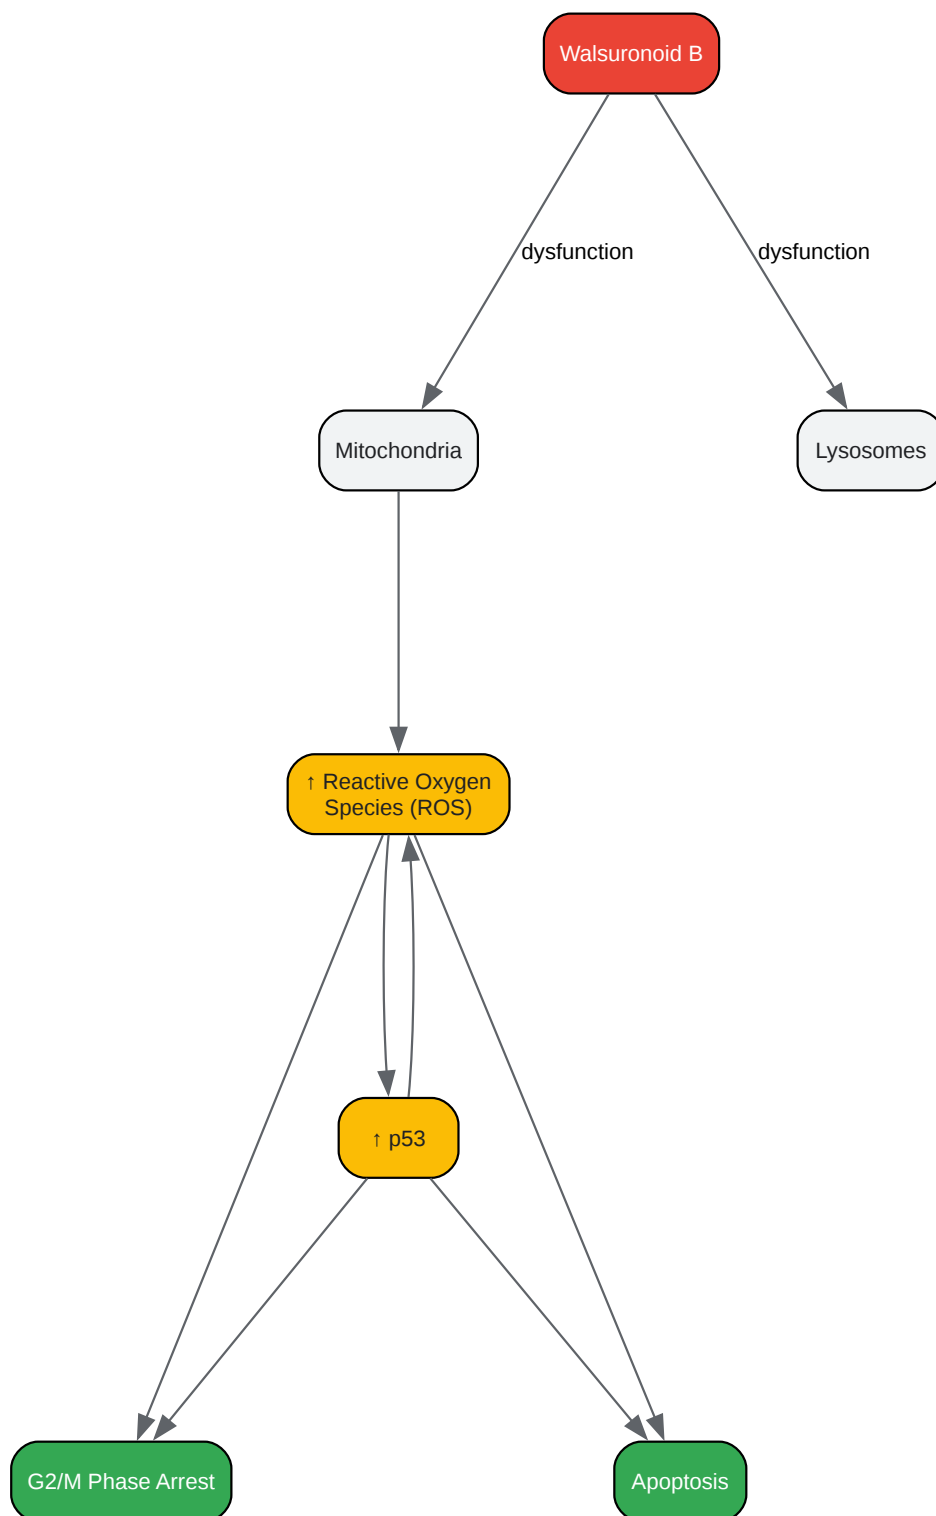 Walsuronoid B
dysfunction
dysfunction
Mitochondria
Lysosomes
↑ Reactive Oxygen
Species (ROS)
↑ p53
G2/M Phase Arrest
Apoptosis